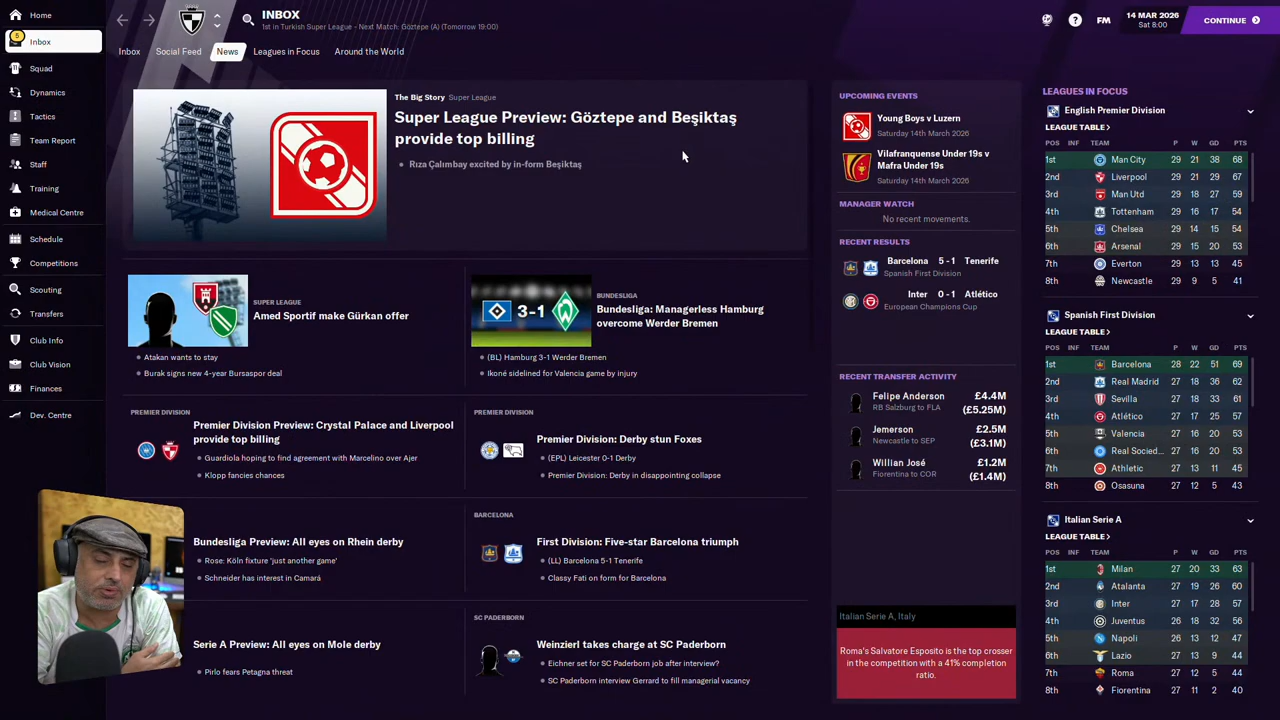 Home
5
Inbox
Squad
Dynamics
Tactics
Team Report
Staff
Training
Medical Centre
Schedule
Competitions
Scouting
Transfers
Club Info
Club Vision
Finances
Dev. Centre
INBOX
1st in Turkish Super League - Next Match: Göztepe (A) (Tomorrow 19:00)
?
FM
14 MAR 2026
Sat 8:00
CONTINUE
Inbox
Social Feed
News
Leagues in Focus
Around the World
The Big Story Super League
Super League Preview: Göztepe and Beşiktaş
provide top billing
Rıza Çalımbay excited by in-form Beşiktaş
SUPER LEAGUE
Amed Sportif make Gürkan offer
Atakan wants to stay
Burak signs new 4-year Bursaspor deal
3-1
BUNDESLIGA
Bundesliga: Managerless Hamburg
overcome Werder Bremen
(BL) Hamburg 3-1 Werder Bremen
Ikoné sidelined for Valencia game by injury
PREMIER DIVISION
Premier Division Preview: Crystal Palace and Liverpool
provide top billing
Guardiola hoping to find agreement with Marcelino over Ajer
Klopp fancies chances
PREMIER DIVISION
Premier Division: Derby stun Foxes
(EPL) Leicester 0-1 Derby
Premier Division: Derby in disappointing collapse
Bundesliga Preview: All eyes on Rhein derby
Rose: Köln fixture 'just another game'
Schneider has interest in Camará
BARCELONA
First Division: Five-star Barcelona triumph
(LL) Barcelona 5-1 Tenerife
Classy Fati on form for Barcelona
Serie A Preview: All eyes on Mole derby
Pirlo fears Petagna threat
SC PADERBORN
Weinzierl takes charge at SC Paderborn
Eichner set for SC Paderborn job after interview?
SC Paderborn interview Gerrard to fill managerial vacancy
UPCOMING EVENTS
Young Boys v Luzern
Saturday 14th March 2026
Vilafranquense Under 19s v
Mafra Under 19s
Saturday 14th March 2026
MANAGER WATCH
No recent movements.
RECENT RESULTS
Barcelona 5 - 1 Tenerife
Spanish First Division
Inter 0 - 1 Atlético
European Champions Cup
RECENT TRANSFER ACTIVITY
Felipe Anderson £4.4M
RB Salzburg to FLA (£5.25M)
Jemerson £2.5M
Newcastle to SEP (£3.1M)
Willian José £1.2M
Fiorentina to COR (£1.4M)
Italian Serie A, Italy
Roma's Salvatore Esposito is the top crosser
in the competition with a 41% completion
ratio.
LEAGUES IN FOCUS
English Premier Division
LEAGUE TABLE
POS INF TEAM P W GD PTS
1st Man City 29 21 38 68
2nd Liverpool 29 21 29 67
3rd Man Utd 29 18 27 59
4th Tottenham 29 16 17 54
5th Chelsea 29 14 15 54
6th Arsenal 29 15 20 53
7th Everton 29 13 13 46
8th Newcastle 29 9 5 41
Spanish First Division
LEAGUE TABLE
POS INF TEAM P W GD PTS
1st Barcelona 28 22 51 69
2nd Real Madrid 27 18 36 62
3rd Sevilla 27 18 33 61
4th Atlético 27 17 25 57
5th Valencia 27 16 20 53
6th Real Socied... 27 16 20 53
7th Athletic 27 13 11 45
8th Osasuna 27 12 5 43
Italian Serie A
LEAGUE TABLE
POS INF TEAM P W GD PTS
1st Milan 27 20 33 63
2nd Atalanta 27 19 26 60
3rd Inter 27 17 28 57
4th Juventus 26 18 32 56
5th Napoli 26 13 12 47
6th Lazio 27 13 9 44
7th Roma 27 12 5 44
8th Fiorentina 27 11 2 40